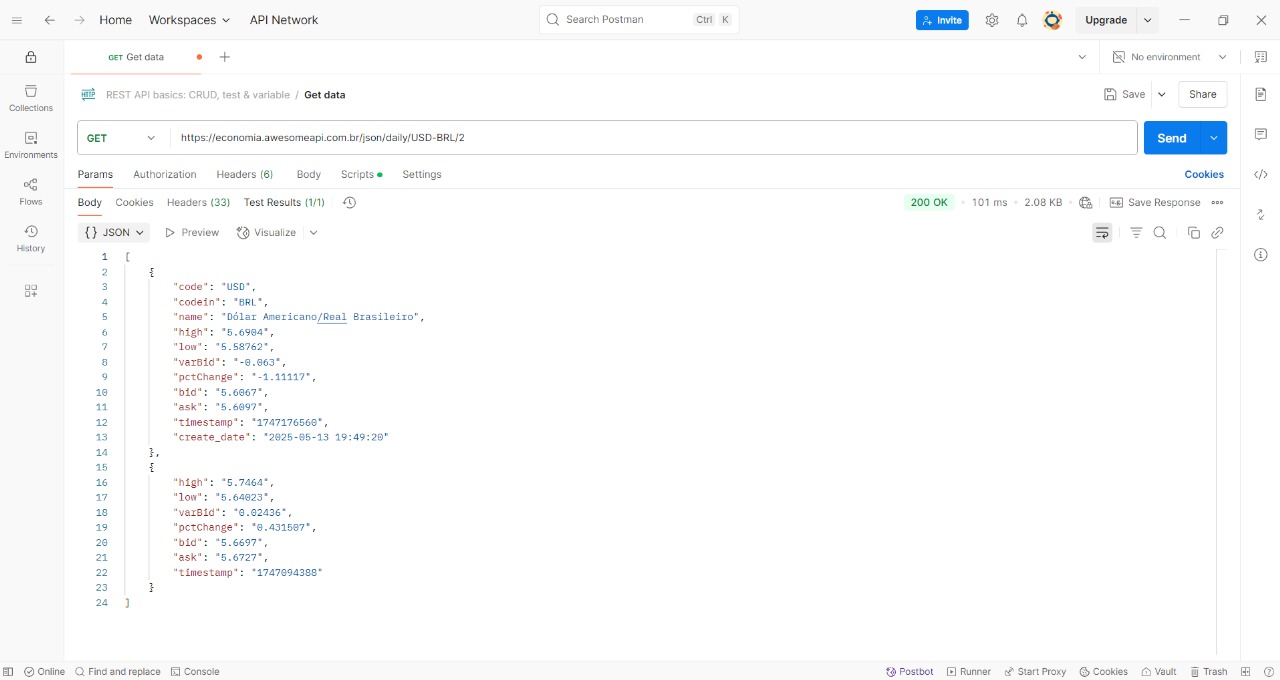 Home Workspaces API Network Search Postman Ctrl K Invite Upgrade
GET Get data No environment
REST API basics: CRUD, test & variable / Get data Save Share
GET https://economia.awesomeapi.com.br/json/daily/USD-BRL/2 Send
Params Authorization Headers (6) Body Scripts Settings Cookies
Body Cookies Headers (33) Test Results (1/1) 200 OK • 101 ms • 2.08 KB Save Response
{} JSON Preview Visualize
Collections
Environments
Flows
History
1 [
2 {
3 "code": "USD",
4 "codein": "BRL",
5 "name": "Dólar Americano/Real Brasileiro",
6 "high": "5.6904",
7 "low": "5.58762",
8 "varBid": "-0.063",
9 "pctChange": "-1.11117",
10 "bid": "5.6067",
11 "ask": "5.6097",
12 "timestamp": "1747176560",
13 "create_date": "2025-05-13 19:49:20"
14 },
15 {
16 "high": "5.7464",
17 "low": "5.64023",
18 "varBid": "0.02436",
19 "pctChange": "0.431507",
20 "bid": "5.6697",
21 "ask": "5.6727",
22 "timestamp": "1747094388"
23 }
24 ]
Online Find and replace Console Postbot Runner Start Proxy Cookies Vault Trash